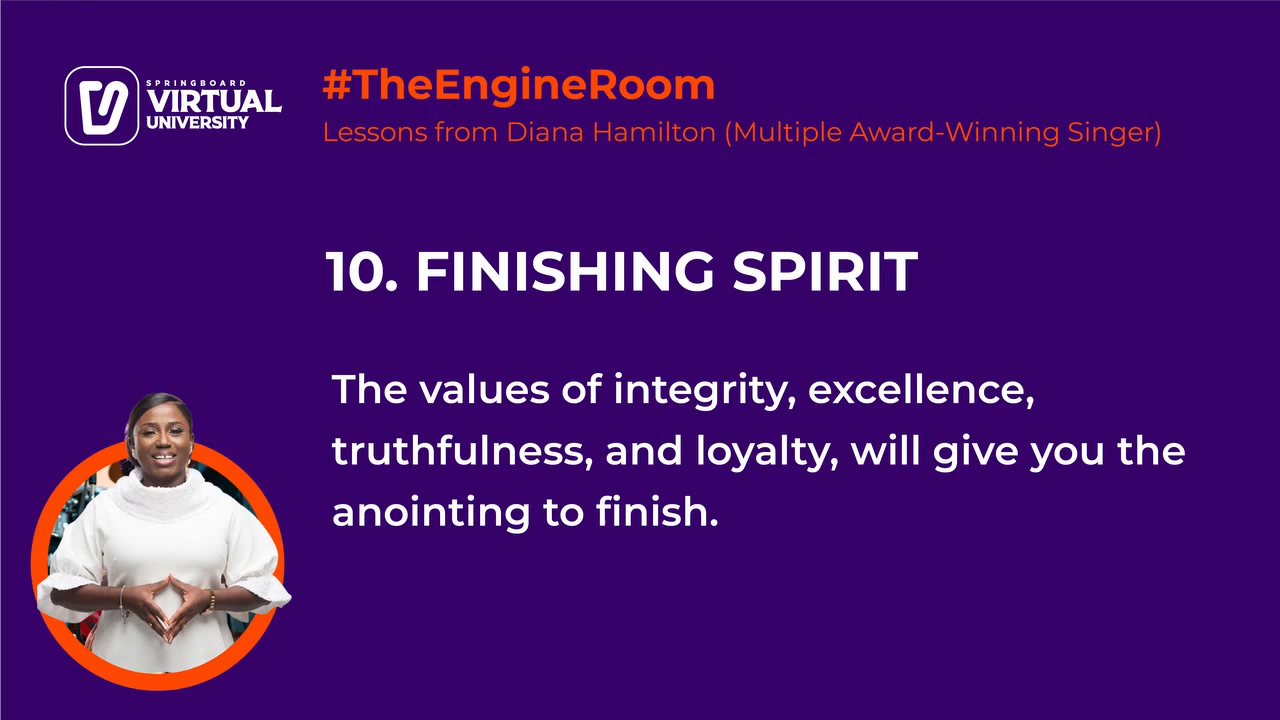 SPRINGBOARD
VIRTUAL
UNIVERSITY
#TheEngineRoom
Lessons from Diana Hamilton (Multiple Award-Winning Singer)
10. FINISHING SPIRIT
The values of integrity, excellence,
truthfulness, and loyalty, will give you the
anointing to finish.